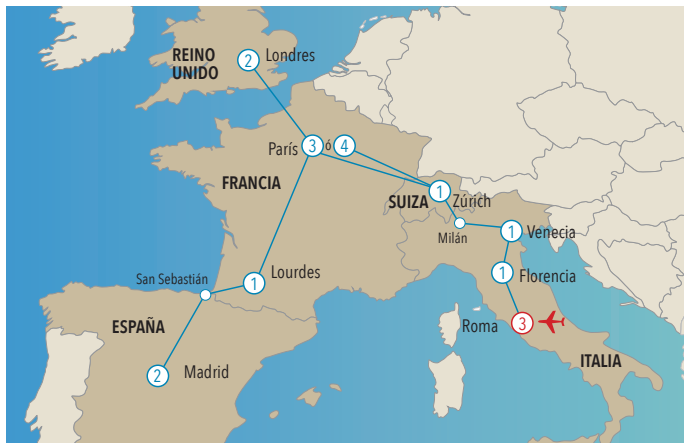 REINO
UNIDO
2
Londres
París
3
ó
4
FRANCIA
SUIZA
1
Zúrich
Milán
1
Venecia
1
Florencia
Roma
3
ITALIA
San Sebastián
1
Lourdes
ESPAÑA
2
Madrid